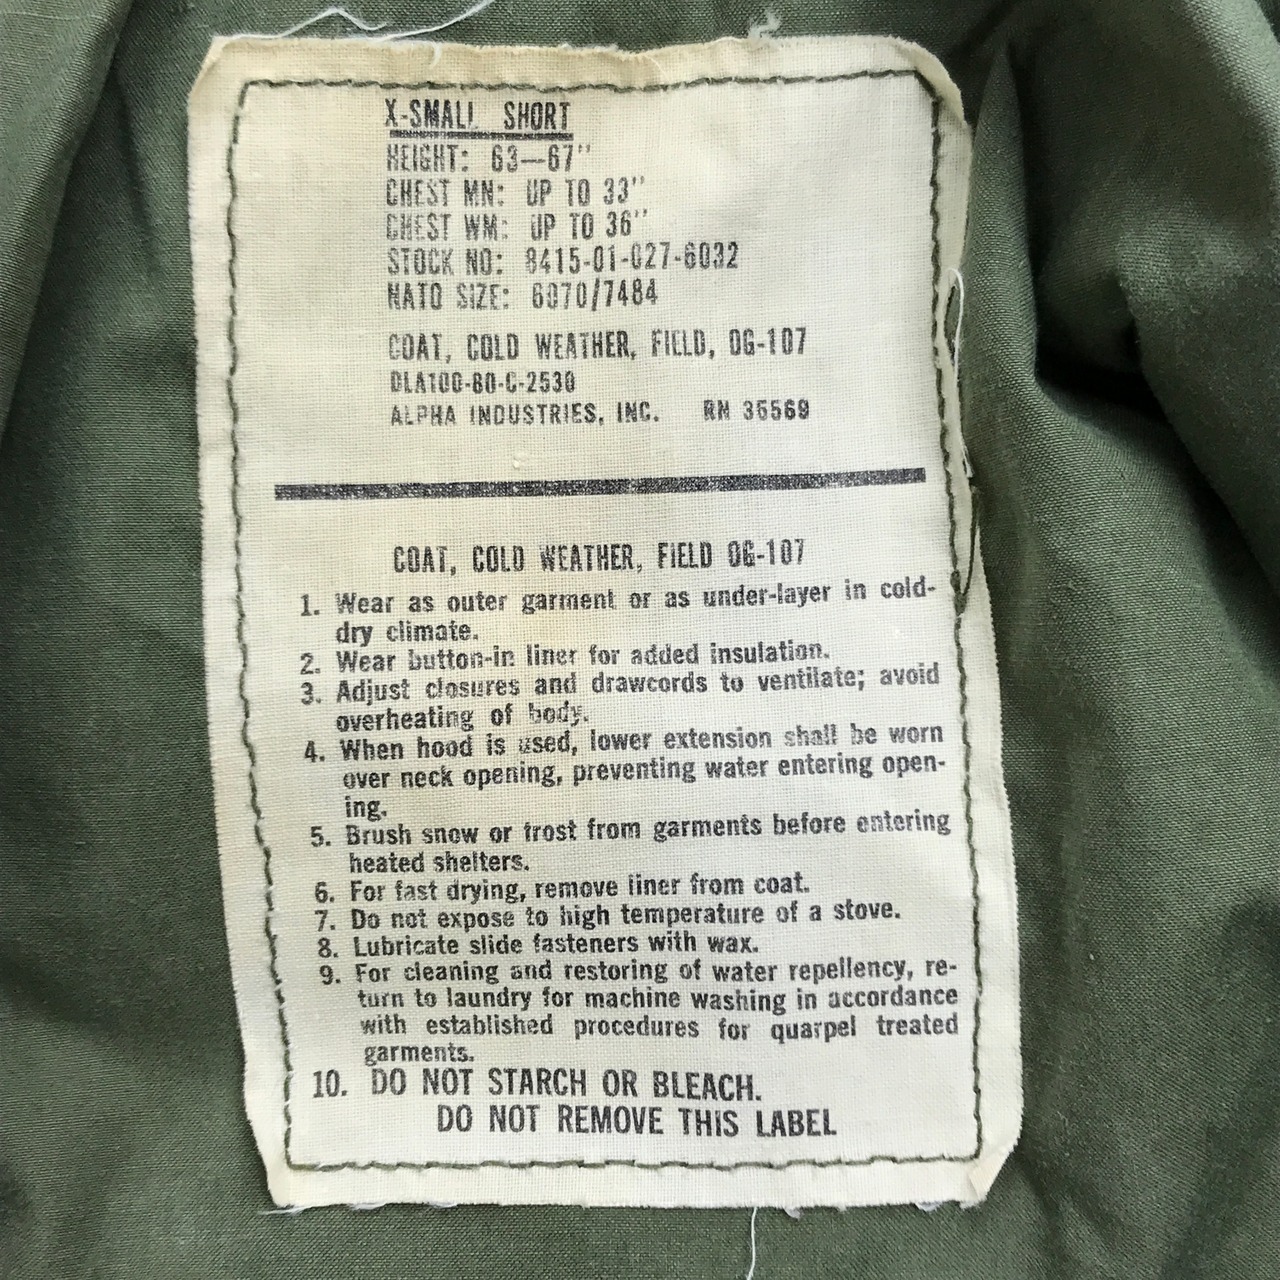 X-SMALL SHORT
HEIGHT: 63—67"
CHEST MN: UP TO 33"
CHEST WM: UP TO 36"
STOCK NO: 8415-01-027-6032
NATO SIZE: 6070/7484
COAT, COLD WEATHER, FIELD, OG-107
DLA100-80-C-2530
ALPHA INDUSTRIES, INC. RN 35569
COAT, COLD WEATHER, FIELD OG-107
1. Wear as outer garment or as under-layer in cold-
dry climate.
2. Wear button-in liner for added insulation.
3. Adjust closures and drawcords to ventilate; avoid
overheating of body.
4. When hood is used, lower extension shall be worn
over neck opening, preventing water entering open-
ing.
5. Brush snow or frost from garments before entering
heated shelters.
6. For fast drying, remove liner from coat.
7. Do not expose to high temperature of a stove.
8. Lubricate slide fasteners with wax.
9. For cleaning and restoring of water repellency, re-
turn to laundry for machine washing in accordance
with established procedures for quarpel treated
garments.
10. DO NOT STARCH OR BLEACH.
DO NOT REMOVE THIS LABEL